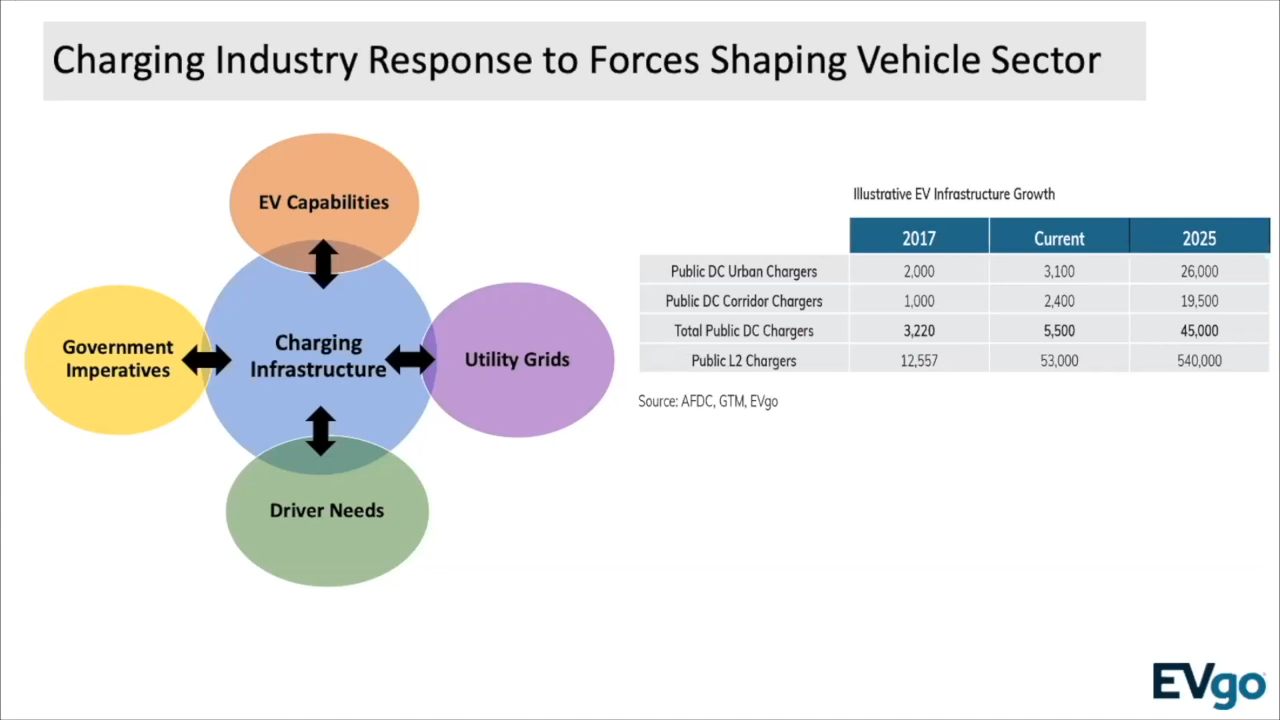 Charging Industry Response to Forces Shaping Vehicle Sector
EV Capabilities
Government
Imperatives
Charging
Infrastructure
Utility Grids
Driver Needs
Illustrative EV Infrastructure Growth
2017 Current 2025
Public DC Urban Chargers 2,000 3,100 26,000
Public DC Corridor Chargers 1,000 2,400 19,500
Total Public DC Chargers 3,220 5,500 45,000
Public L2 Chargers 12,557 53,000 540,000
Source: AFDC, GTM, EVgo
EVgo